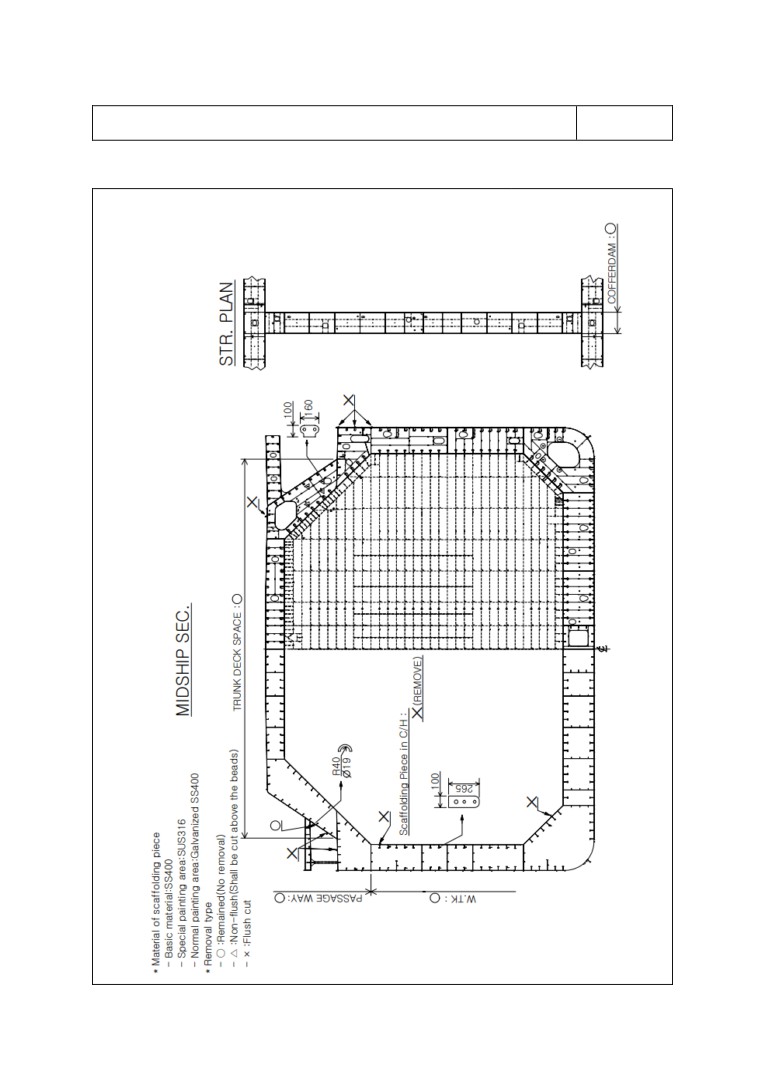 STR. PLAN
COFFERDAM :○
MIDSHIP SEC.
TRUNK DECK SPACE :○
100
160
X
X
R40
Ø19
○
X
X
Scaffolding Piece in C/H :
X(REMOVE)
100
265
X
PASSAGE WAY:○
W.TK : ○
* Material of scaffolding piece
- Basic material:SS400
- Special painting area:SUS316
- Normal painting area:Galvanized SS400
* Removal type
- ○ :Remained(No removal)
- △ :Non-flush(Shall be cut above the beads)
- × :Flush cut